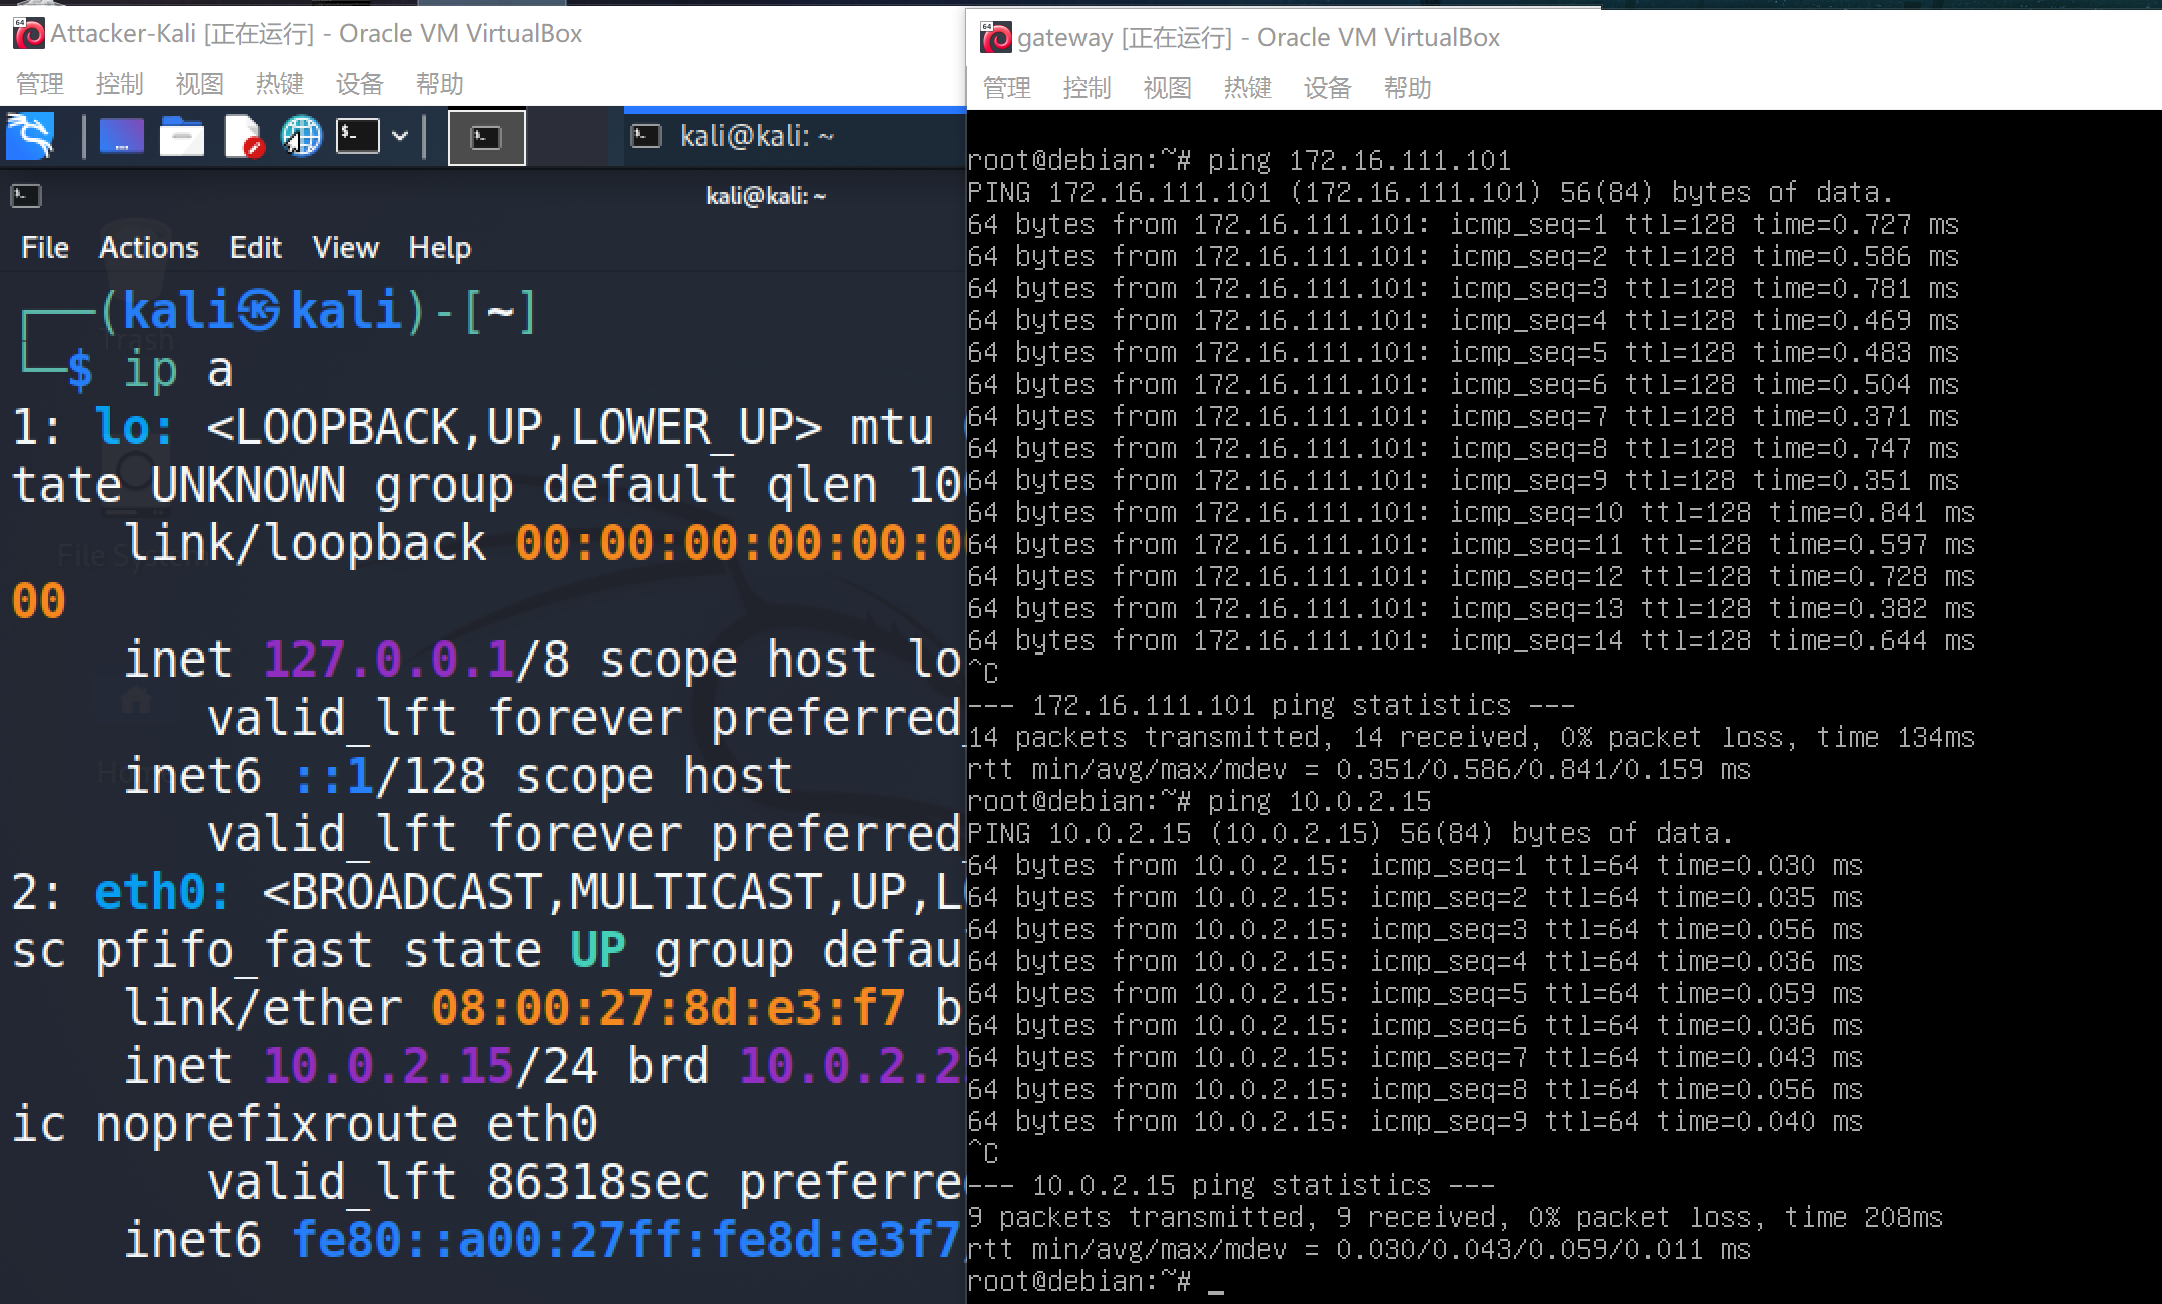 Attacker-Kali [正在运行] - Oracle VM VirtualBox
管理 控制 视图 热键 设备 帮助
kali@kali: ~
kali@kali: ~
File Actions Edit View Help
Trash
File System
Home
(kali㉿kali)-[~]
$ ip a
1: lo: <LOOPBACK,UP,LOWER_UP> mtu
tate UNKNOWN group default qlen 10
link/loopback 00:00:00:00:00:0
00
inet 127.0.0.1/8 scope host lo
valid_lft forever preferred_
inet6 ::1/128 scope host
valid_lft forever preferred_
2: eth0: <BROADCAST,MULTICAST,UP,L
sc pfifo_fast state UP group defau
link/ether 08:00:27:8d:e3:f7 b
inet 10.0.2.15/24 brd 10.0.2.2
ic noprefixroute eth0
valid_lft 86318sec preferre
inet6 fe80::a00:27ff:fe8d:e3f7
gateway [正在运行] - Oracle VM VirtualBox
管理 控制 视图 热键 设备 帮助
root@debian:~# ping 172.16.111.101
PING 172.16.111.101 (172.16.111.101) 56(84) bytes of data.
64 bytes from 172.16.111.101: icmp_seq=1 ttl=128 time=0.727 ms
64 bytes from 172.16.111.101: icmp_seq=2 ttl=128 time=0.586 ms
64 bytes from 172.16.111.101: icmp_seq=3 ttl=128 time=0.781 ms
64 bytes from 172.16.111.101: icmp_seq=4 ttl=128 time=0.469 ms
64 bytes from 172.16.111.101: icmp_seq=5 ttl=128 time=0.483 ms
64 bytes from 172.16.111.101: icmp_seq=6 ttl=128 time=0.504 ms
64 bytes from 172.16.111.101: icmp_seq=7 ttl=128 time=0.371 ms
64 bytes from 172.16.111.101: icmp_seq=8 ttl=128 time=0.747 ms
64 bytes from 172.16.111.101: icmp_seq=9 ttl=128 time=0.351 ms
64 bytes from 172.16.111.101: icmp_seq=10 ttl=128 time=0.841 ms
64 bytes from 172.16.111.101: icmp_seq=11 ttl=128 time=0.597 ms
64 bytes from 172.16.111.101: icmp_seq=12 ttl=128 time=0.728 ms
64 bytes from 172.16.111.101: icmp_seq=13 ttl=128 time=0.382 ms
64 bytes from 172.16.111.101: icmp_seq=14 ttl=128 time=0.644 ms
^C
--- 172.16.111.101 ping statistics ---
14 packets transmitted, 14 received, 0% packet loss, time 134ms
rtt min/avg/max/mdev = 0.351/0.586/0.841/0.159 ms
root@debian:~# ping 10.0.2.15
PING 10.0.2.15 (10.0.2.15) 56(84) bytes of data.
64 bytes from 10.0.2.15: icmp_seq=1 ttl=64 time=0.030 ms
64 bytes from 10.0.2.15: icmp_seq=2 ttl=64 time=0.035 ms
64 bytes from 10.0.2.15: icmp_seq=3 ttl=64 time=0.056 ms
64 bytes from 10.0.2.15: icmp_seq=4 ttl=64 time=0.036 ms
64 bytes from 10.0.2.15: icmp_seq=5 ttl=64 time=0.059 ms
64 bytes from 10.0.2.15: icmp_seq=6 ttl=64 time=0.036 ms
64 bytes from 10.0.2.15: icmp_seq=7 ttl=64 time=0.043 ms
64 bytes from 10.0.2.15: icmp_seq=8 ttl=64 time=0.056 ms
64 bytes from 10.0.2.15: icmp_seq=9 ttl=64 time=0.040 ms
^C
--- 10.0.2.15 ping statistics ---
9 packets transmitted, 9 received, 0% packet loss, time 208ms
rtt min/avg/max/mdev = 0.030/0.043/0.059/0.011 ms
root@debian:~# _